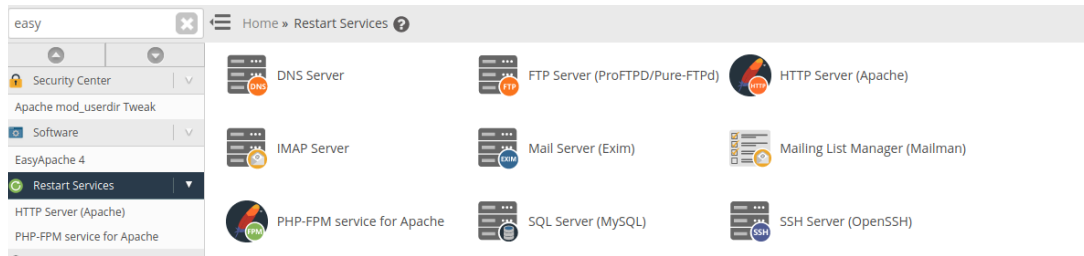 easy
Home » Restart Services ?
Security Center
Apache mod_userdir Tweak
Software
EasyApache 4
Restart Services
HTTP Server (Apache)
PHP-FPM service for Apache
DNS
DNS Server
FTP
FTP Server (ProFTPD/Pure-FTPd)
HTTP
HTTP Server (Apache)
IMAP Server
EXIM
Mail Server (Exim)
Mailing List Manager (Mailman)
FPM
PHP-FPM service for Apache
SQL Server (MySQL)
SSH
SSH Server (OpenSSH)